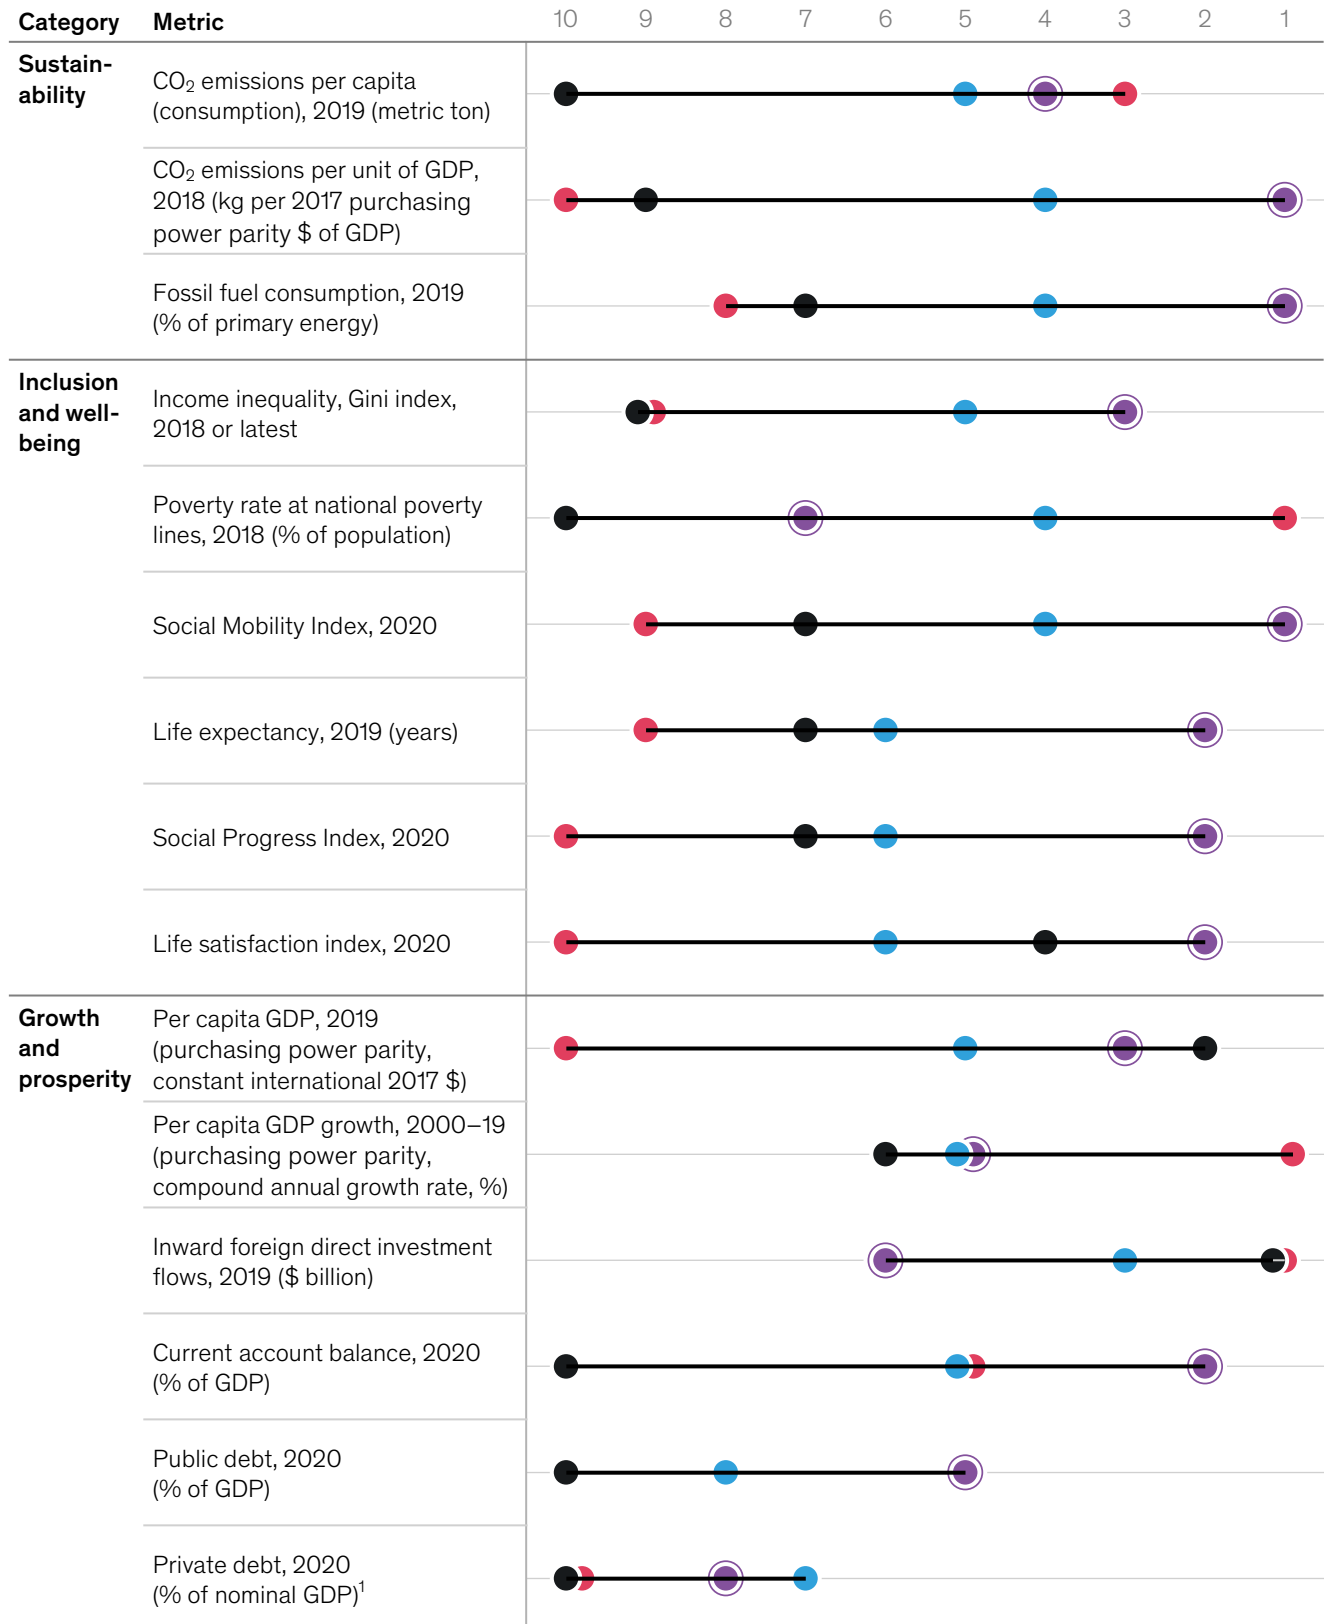 Category Metric 10 9 8 7 6 5 4 3 2 1
Sustain-
ability
CO₂ emissions per capita
(consumption), 2019 (metric ton)
CO₂ emissions per unit of GDP,
2018 (kg per 2017 purchasing
power parity $ of GDP)
Fossil fuel consumption, 2019
(% of primary energy)
Inclusion
and well-
being
Income inequality, Gini index,
2018 or latest
Poverty rate at national poverty
lines, 2018 (% of population)
Social Mobility Index, 2020
Life expectancy, 2019 (years)
Social Progress Index, 2020
Life satisfaction index, 2020
Growth
and
prosperity
Per capita GDP, 2019
(purchasing power parity,
constant international 2017 $)
Per capita GDP growth, 2000–19
(purchasing power parity,
compound annual growth rate, %)
Inward foreign direct investment
flows, 2019 ($ billion)
Current account balance, 2020
(% of GDP)
Public debt, 2020
(% of GDP)
Private debt, 2020
(% of nominal GDP)¹